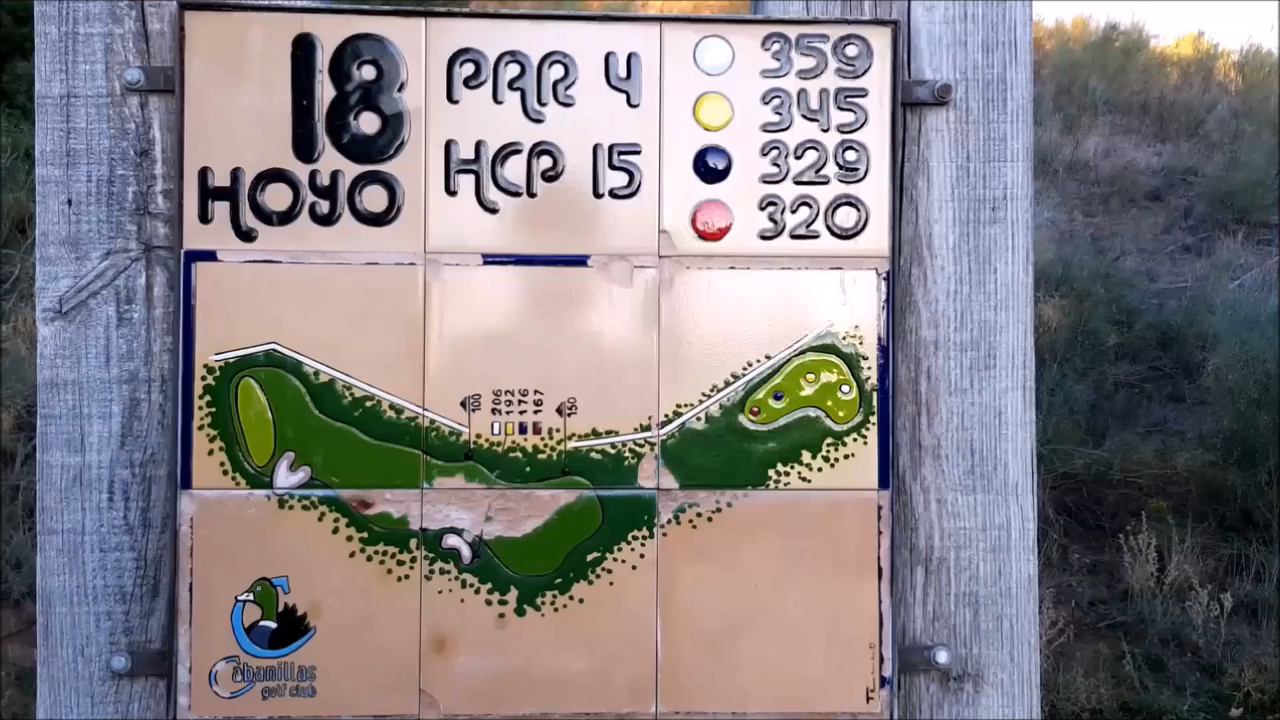 18
HOYO
PAR 4
HCP 15
359
345
329
320
100
206
192
176
167
150
Cabanillas
golf club